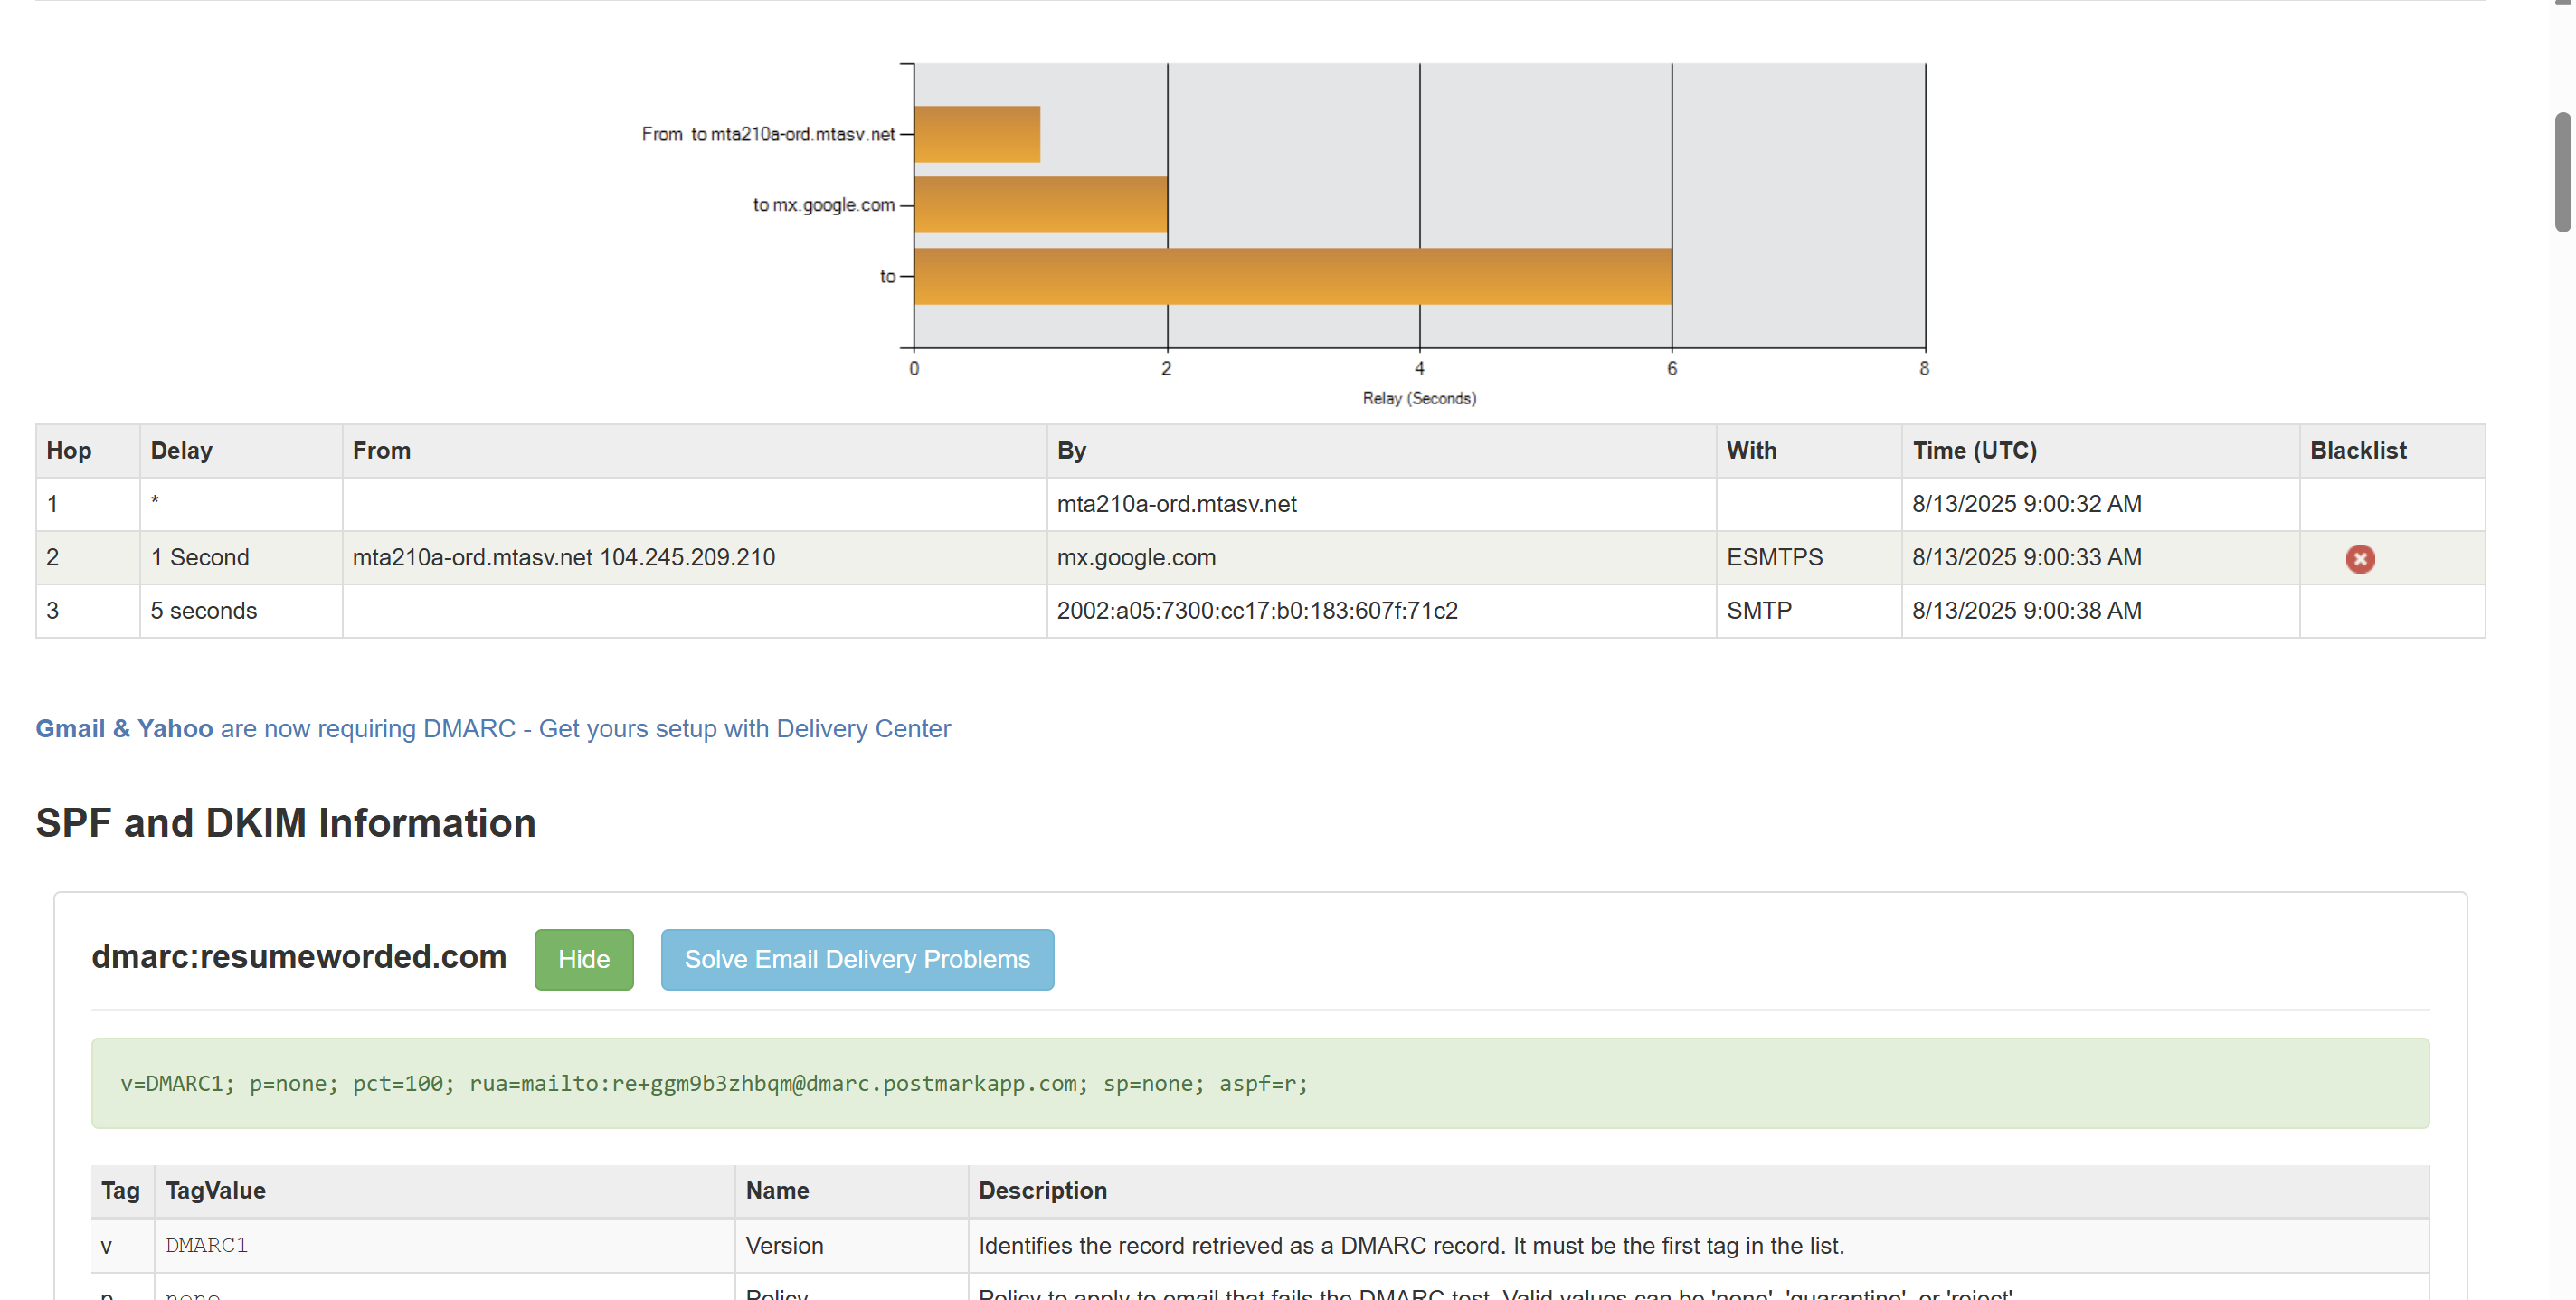 From  to mta210a-ord.mtasv.net
to mx.google.com
to
0 2 4 6 8
Relay (Seconds)
Hop Delay From By With Time (UTC) Blacklist
1 * mta210a-ord.mtasv.net 8/13/2025 9:00:32 AM
2 1 Second mta210a-ord.mtasv.net 104.245.209.210 mx.google.com ESMTPS 8/13/2025 9:00:33 AM
3 5 seconds 2002:a05:7300:cc17:b0:183:607f:71c2 SMTP 8/13/2025 9:00:38 AM
Gmail & Yahoo are now requiring DMARC - Get yours setup with Delivery Center
SPF and DKIM Information
dmarc:resumeworded.com Hide Solve Email Delivery Problems
v=DMARC1; p=none; pct=100; rua=mailto:re+ggm9b3zhbqm@dmarc.postmarkapp.com; sp=none; aspf=r;
Tag TagValue Name Description
v DMARC1 Version Identifies the record retrieved as a DMARC record. It must be the first tag in the list.
p none Policy Policy to apply to email that fails the DMARC test. Valid values can be 'none', 'quarantine', or 'reject'.